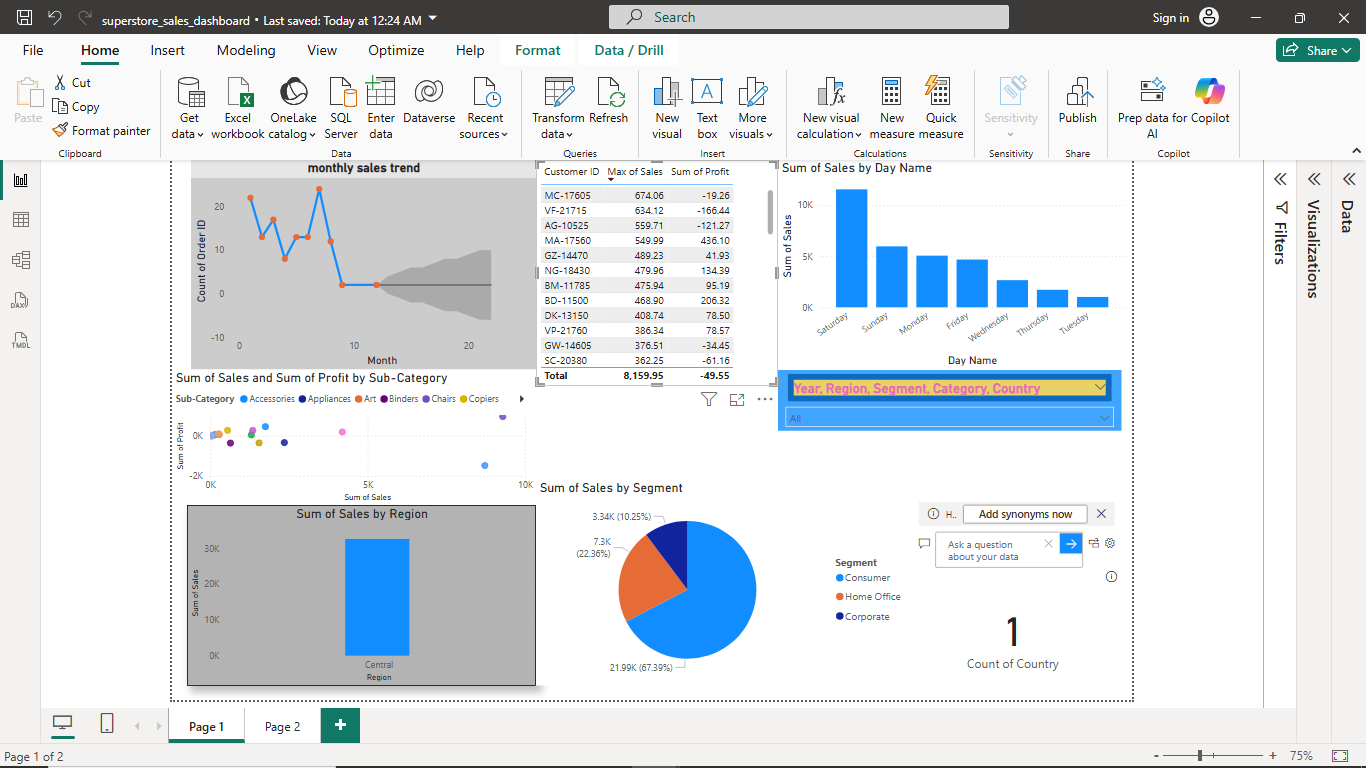 superstore_sales_dashboard • Last saved: Today at 12:24 AM
Search
Sign in
File Home Insert Modeling View Optimize Help Format Data / Drill
Share
Paste
Cut
Copy
Format painter
Clipboard
Get data
Excel workbook
OneLake catalog
SQL Server
Enter data
Dataverse
Recent sources
Data
Transform data
Refresh
Queries
New visual
Text box
More visuals
Insert
New visual calculation
New measure
Quick measure
Calculations
Sensitivity
Sensitivity
Publish
Share
Prep data for AI
Copilot
Copilot
DAX
TMDL
monthly sales trend
Count of Order ID
20
10
0
-10
0 10 20
Month
Customer ID Max of Sales Sum of Profit
MC-17605 674.06 -19.26
VF-21715 634.12 -166.44
AG-10525 559.71 -121.27
MA-17560 549.99 436.10
GZ-14470 489.23 41.93
NG-18430 479.96 134.39
BM-11785 475.94 95.19
BD-11500 468.90 206.32
DK-13150 408.74 78.50
VP-21760 386.34 78.57
GW-14605 376.51 -34.45
SC-20380 362.25 -61.16
Total 8,159.95 -49.55
Sum of Sales by Day Name
Sum of Sales
10K
5K
0K
Saturday Sunday Monday Friday Wednesday Thursday Tuesday
Day Name
Filters
Visualizations
Data
Sum of Sales and Sum of Profit by Sub-Category
Sub-Category Accessories Appliances Art Binders Chairs Copiers
Sum of Profit
0K
-2K
0K 5K 10K
Sum of Sales
Year, Region, Segment, Category, Country
All
Sum of Sales by Region
Sum of Sales
30K
20K
10K
0K
Central
Region
Sum of Sales by Segment
3.34K (10.25%)
7.3K
(22.36%)
21.99K (67.39%)
Segment
Consumer
Home Office
Corporate
H..
Add synonyms now
Ask a question
about your data
1
Count of Country
Page 1
Page 2
+
Page 1 of 2
- + 75%